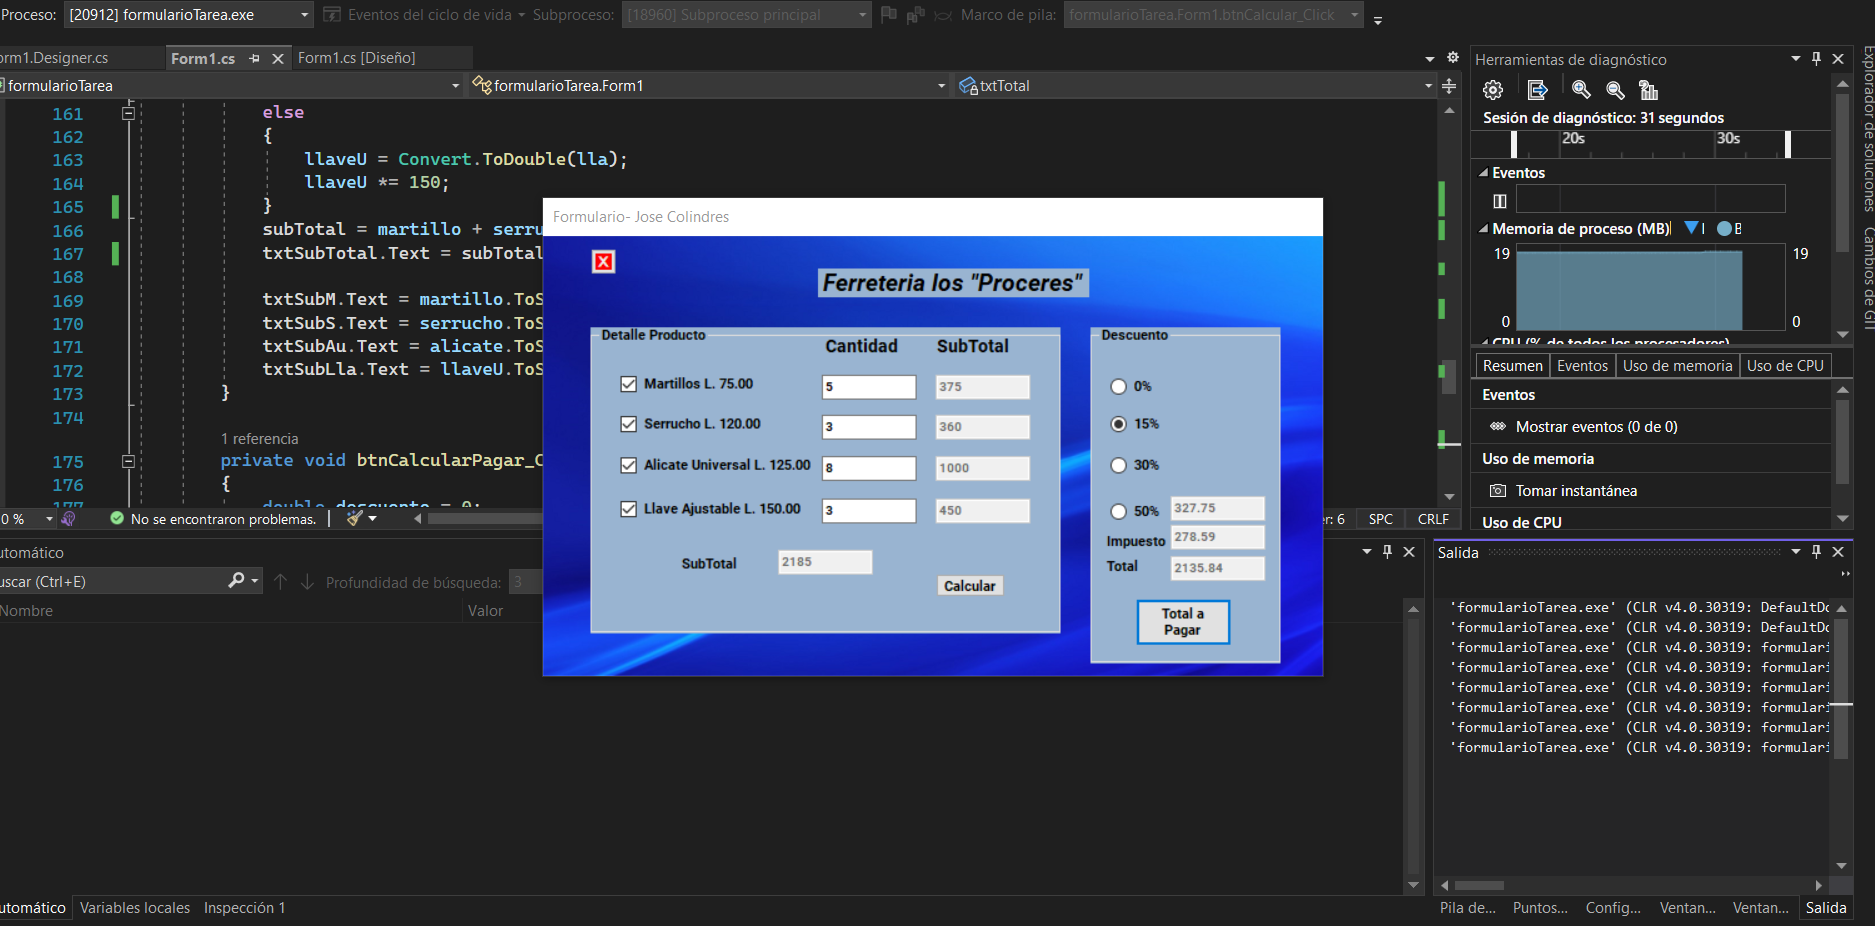 Proceso: [20912] formularioTarea.exe Eventos del ciclo de vida Subproceso: [18960] Subproceso principal Marco de pila: formularioTarea.Form1.btnCalcular_Click
orm1.Designer.cs Form1.cs Form1.cs [Diseño]
formularioTarea formularioTarea.Form1 txtTotal
161 else
162 {
163 llaveU = Convert.ToDouble(lla);
164 llaveU *= 150;
165 }
166 subTotal = martillo + serru
167 txtSubTotal.Text = subTotal
168
169 txtSubM.Text = martillo.ToS
170 txtSubS.Text = serrucho.ToS
171 txtSubAu.Text = alicate.ToS
172 txtSubLla.Text = llaveU.ToS
173 }
174
1 referencia
175 private void btnCalcularPagar_C
176 {
177 double descuento = 0;
0 % No se encontraron problemas. er: 6 SPC CRLF
Formulario- Jose Colindres
X
Ferreteria los "Proceres"
Detalle Producto
Cantidad SubTotal
Martillos L. 75.00 5 375
Serrucho L. 120.00 3 360
Alicate Universal L. 125.00 8 1000
Llave Ajustable L. 150.00 3 450
SubTotal 2185
Calcular
Descuento
0%
15%
30%
50% 327.75
Impuesto 278.59
Total 2135.84
Total a
Pagar
Herramientas de diagnóstico
Sesión de diagnóstico: 31 segundos
20s 30s
Eventos
Memoria de proceso (MB)
19 19
0 0
CPU (% de todos los procesadores)
Resumen Eventos Uso de memoria Uso de CPU
Eventos
Mostrar eventos (0 de 0)
Uso de memoria
Tomar instantánea
Uso de CPU
Explorador de soluciones
Cambios de GIT
utomático
uscar (Ctrl+E) Profundidad de búsqueda: 3
Nombre Valor
Salida
'formularioTarea.exe' (CLR v4.0.30319: DefaultDo
'formularioTarea.exe' (CLR v4.0.30319: DefaultDo
'formularioTarea.exe' (CLR v4.0.30319: formulari
'formularioTarea.exe' (CLR v4.0.30319: formulari
'formularioTarea.exe' (CLR v4.0.30319: formulari
'formularioTarea.exe' (CLR v4.0.30319: formulari
'formularioTarea.exe' (CLR v4.0.30319: formulari
'formularioTarea.exe' (CLR v4.0.30319: formulari
utomático Variables locales Inspección 1
Pila de... Puntos... Config... Ventan... Ventan... Salida